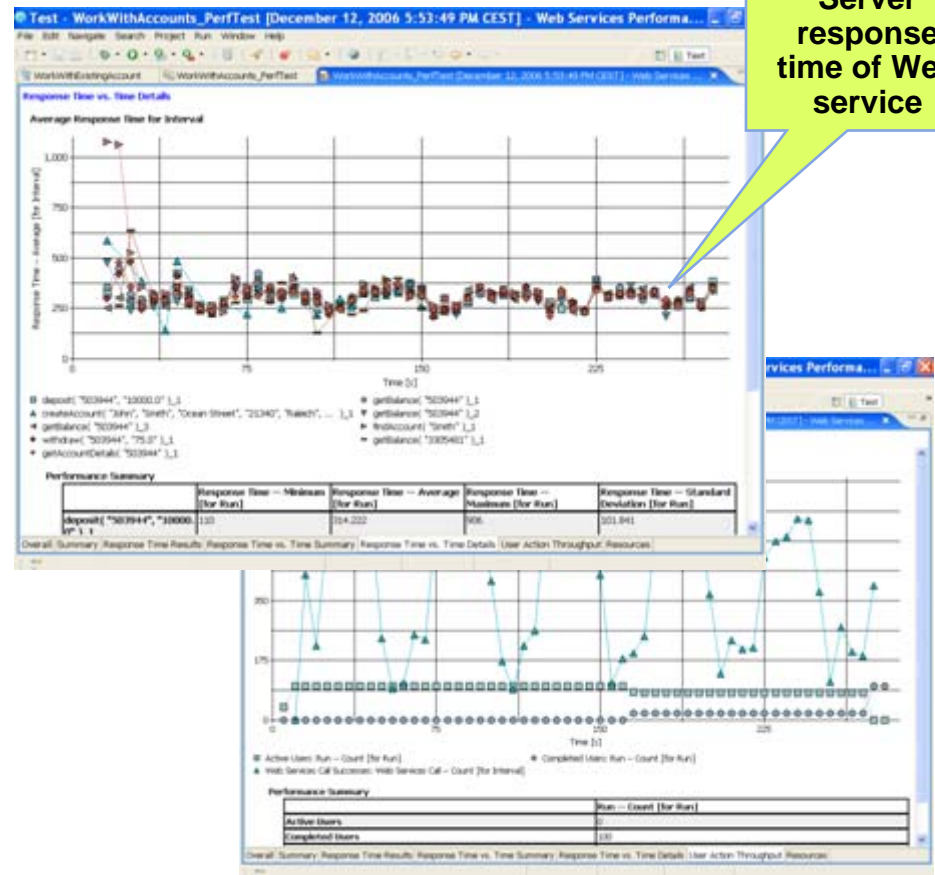 Test - WorkWithAccounts_PerfTest [December 12, 2006 5:53:49 PM CEST] - Web Services Performa...
File Edit Navigate Search Project Run Window Help
Test
WorkWithExistingAccount WorkWithAccounts_PerfTest WorkWithAccounts_PerfTest [December 12, 2006 5:53:49 PM CEST] - Web Services ...
Server
response
time of We
service
Response Time vs. Time Details
Average Response Time for Interval
Response Time -- Average [for Interval]
1,000
750
500
250
0
0 75 150 225
Time [s]
deposit( "503944", "10000.0" )_1
createAccount( "John", "Smith", "Ocean Street", "21340", "Raleich", ... )_1
getBalance( "503944" )_3
withdraw( "503944", "75.0" )_1
getAccountDetails( "503944" )_1
getBalance( "503944" )_1
getBalance( "503944" )_2
findAccount( "Smith" )_1
getBalance( "3305481" )_1
Performance Summary
Response Time -- Minimum [for Run] Response Time -- Average [for Run] Response Time -- Maximum [for Run] Response Time -- Standard Deviation [for Run]
deposit( "503944", "10000.0" )_1 110 314.222 906 101.841
Overall Summary Response Time Results Response Time vs. Time Summary Response Time vs. Time Details User Action Throughput Resources
rvices Performa...
Test
350
175
0
0 150 225
Time [s]
Active Users: Run -- Count [for Run]
Completed Users: Run -- Count [for Run]
Web Services Call Successes: Web Services Call -- Count [for Interval]
Performance Summary
Run -- Count [for Run]
Active Users 0
Completed Users 100
Overall Summary Response Time Results Response Time vs. Time Summary Response Time vs. Time Details User Action Throughput Resources